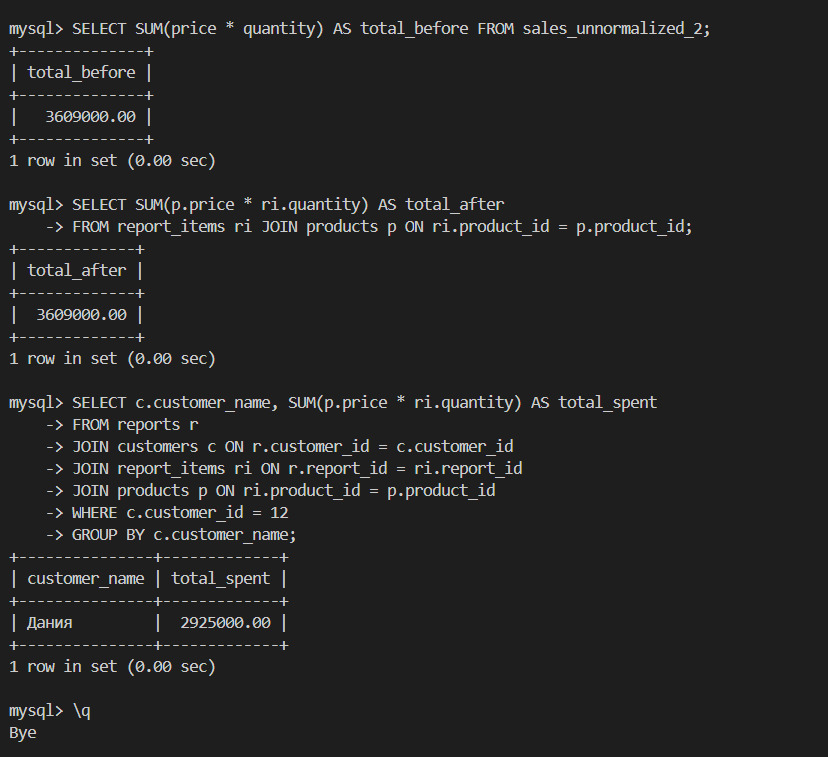 mysql> SELECT SUM(price * quantity) AS total_before FROM sales_unnormalized_2;
+--------------+
| total_before |
+--------------+
|   3609000.00 |
+--------------+
1 row in set (0.00 sec)

mysql> SELECT SUM(p.price * ri.quantity) AS total_after
    -> FROM report_items ri JOIN products p ON ri.product_id = p.product_id;
+-------------+
| total_after |
+-------------+
|  3609000.00 |
+-------------+
1 row in set (0.00 sec)

mysql> SELECT c.customer_name, SUM(p.price * ri.quantity) AS total_spent
    -> FROM reports r
    -> JOIN customers c ON r.customer_id = c.customer_id
    -> JOIN report_items ri ON r.report_id = ri.report_id
    -> JOIN products p ON ri.product_id = p.product_id
    -> WHERE c.customer_id = 12
    -> GROUP BY c.customer_name;
+---------------+-------------+
| customer_name | total_spent |
+---------------+-------------+
| Дания         |  2925000.00 |
+---------------+-------------+
1 row in set (0.00 sec)

mysql> \q
Bye